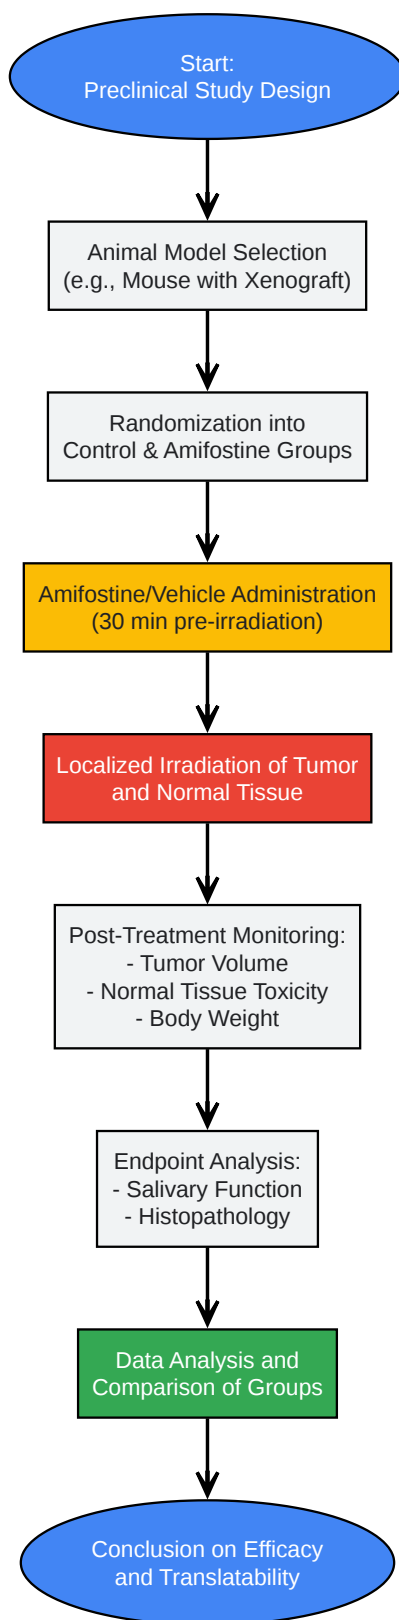 Start:
Preclinical Study Design
Animal Model Selection
(e.g., Mouse with Xenograft)
Randomization into
Control & Amifostine Groups
Amifostine/Vehicle Administration
(30 min pre-irradiation)
Localized Irradiation of Tumor
and Normal Tissue
Post-Treatment Monitoring:
- Tumor Volume
- Normal Tissue Toxicity
- Body Weight
Endpoint Analysis:
- Salivary Function
- Histopathology
Data Analysis and
Comparison of Groups
Conclusion on Efficacy
and Translatability